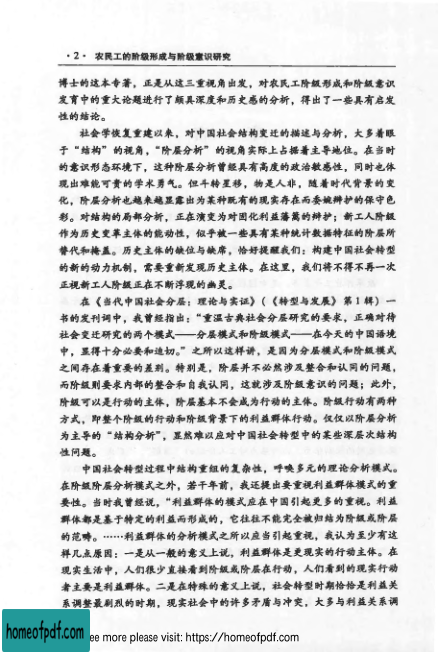 · 2 · 农民工的阶级形成与阶级意识研究
博士的这本专著，正是从这三重视角出发，对农民工阶级形成和阶级意识
发育中的重大论题进行了颇具深度和历史感的分析，得出了一些具有启发
性的结论。
社会学恢复重建以来，对中国社会结构变迁的描述与分析，大多着眼
于“结构”的视角，“阶层分析”的视角实际上占据着主导地位。在当时
的意识形态环境下，这种阶层分析曾经具有高度的政治敏感性，同时也体
现出难能可贵的学术勇气。但斗转星移，物是人非，随着时代背景的变
化，阶层分析也越来越显露出为某种既有的现实存在而委婉辩护的保守色
彩。对结构的局部分析，正在演变为对固化利益藩篱的辩护；新工人阶级
作为历史变革主体的能动性，似乎被一些具有某种统计数据特征的阶层所
替代和掩盖。历史主体的缺位与缺席，恰好提醒我们：构建中国社会转型
的新的动力机制，需要重新发现历史主体。在这里，我们将不得不再一次
正视新工人阶级正在不断浮现的幽灵。
在《当代中国社会分层：理论与实证》（《转型与发展》第1辑）一
书的发刊词中，我曾经指出：“重温古典社会分层研究的要求，正确对待
社会变迁研究的两个模式——分层模式和阶级模式——在今天的中国语境
中，显得十分必要和迫切。”之所以这样讲，是因为分层模式和阶级模式
之间存在着重要的差别。特别是，阶层并不必然涉及整合和认同的问题，
而阶级则要求内部的整合和自我认同，这就涉及阶级意识的问题；此外，
阶级可以是行动的主体，阶层基本不会成为行动的主体。阶级行动有两种
方式，即整个阶级的行动和阶级背景下的利益群体行动。仅仅以阶层分析
为主导的“结构分析”，显然难以应对中国社会转型中的某些深层次结构
性问题。
中国社会转型过程中结构重组的复杂性，呼唤多元的理论分析模式。
在阶级阶层分析模式之外，若干年前，我还提出要重视利益群体模式的重
要性。当时我曾经说，“利益群体的模式应在中国引起更多的重视。利益
群体都是基于特定的利益而形成的，它往往不能完全被归结为阶级或阶层
的范畴。……利益群体的分析模式之所以应当引起重视，我认为至少有这
样几点原因：一是从一般的意义上说，利益群体是更现实的行动主体。在
现实生活中，人们很少直接看到阶级或阶层在行动，人们看到的现实行动
者主要是利益群体。二是在特殊的意义上说，社会转型时期恰恰是利益关
系调整最剧烈的时期，现实社会中的许多矛盾与冲突，大多与利益关系调
homeofpdf.com
ee more please visit: https://homeofpdf.com